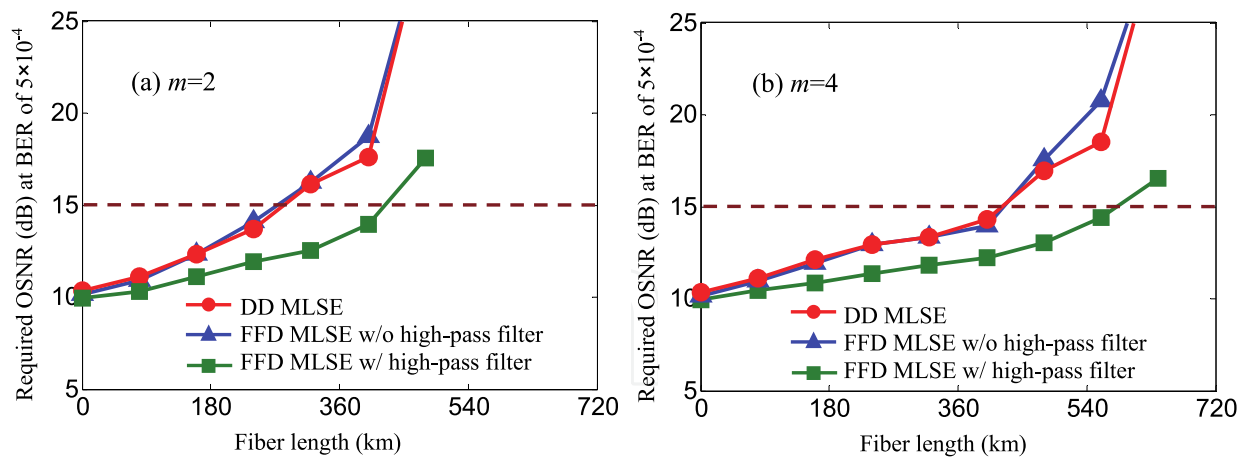 Required OSNR (dB) at BER of 5×10⁻⁴
25
20
15
10
5
(a) m=2
DD MLSE
FFD MLSE w/o high-pass filter
FFD MLSE w/ high-pass filter
0 180 360 540 720
Fiber length (km)
Required OSNR (dB) at BER of 5×10⁻⁴
25
20
15
10
5
(b) m=4
DD MLSE
FFD MLSE w/o high-pass filter
FFD MLSE w/ high-pass filter
0 180 360 540 720
Fiber length (km)